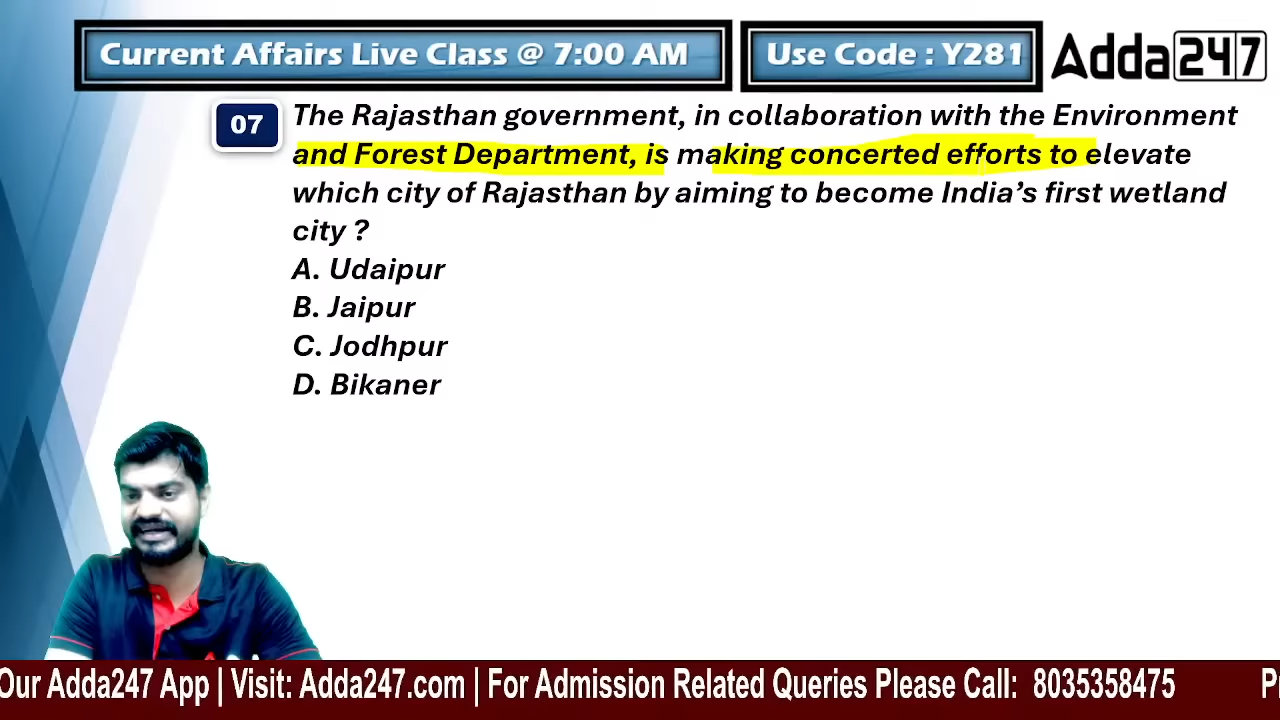 Current Affairs Live Class @ 7:00 AM
Use Code : Y281
Adda247
07
The Rajasthan government, in collaboration with the Environment
and Forest Department, is making concerted efforts to elevate
which city of Rajasthan by aiming to become India’s first wetland
city ?
A. Udaipur
B. Jaipur
C. Jodhpur
D. Bikaner
Our Adda247 App | Visit: Adda247.com | For Admission Related Queries Please Call: 8035358475